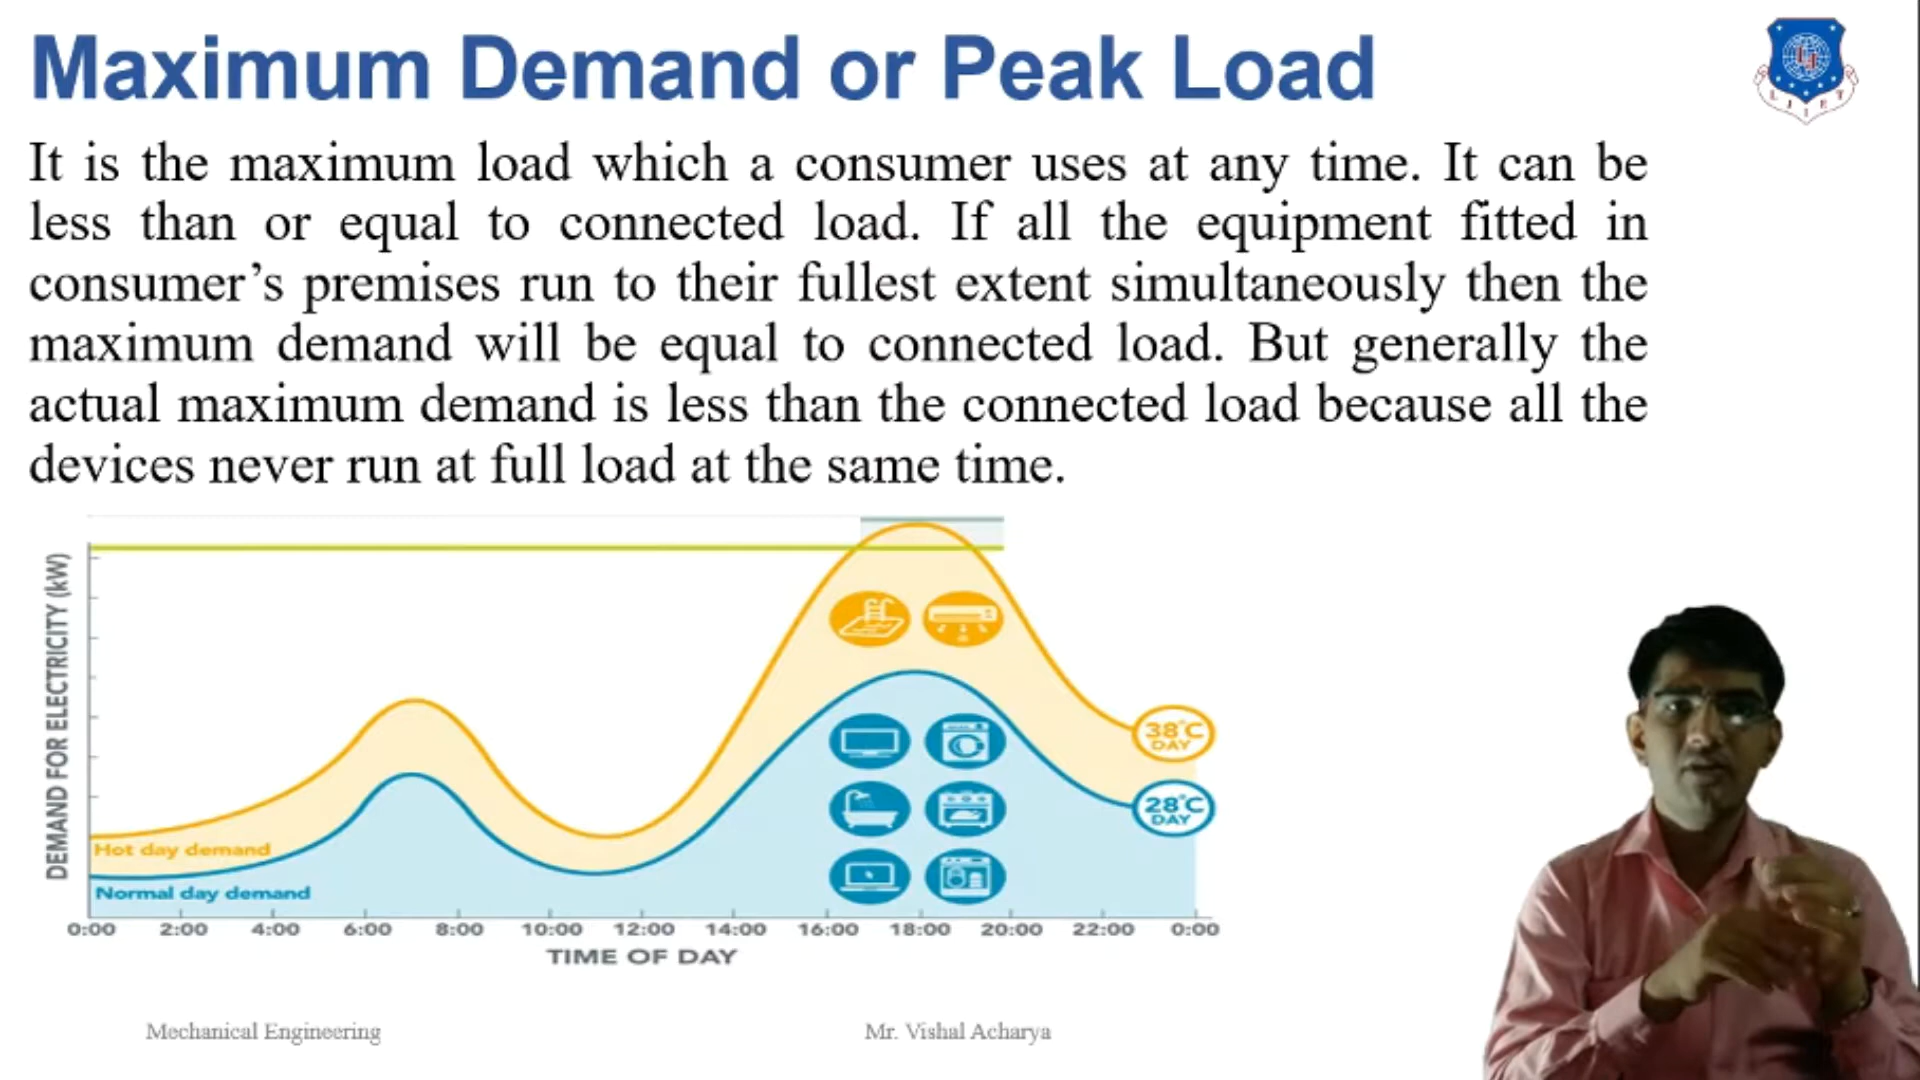 Maximum Demand or Peak Load
L J I E T
It is the maximum load which a consumer uses at any time. It can be
less than or equal to connected load. If all the equipment fitted in
consumer’s premises run to their fullest extent simultaneously then the
maximum demand will be equal to connected load. But generally the
actual maximum demand is less than the connected load because all the
devices never run at full load at the same time.
DEMAND FOR ELECTRICITY (kW)
38°C
DAY
28°C
DAY
Hot day demand
Normal day demand
0:00 2:00 4:00 6:00 8:00 10:00 12:00 14:00 16:00 18:00 20:00 22:00 0:00
TIME OF DAY
Mechanical Engineering
Mr. Vishal Acharya